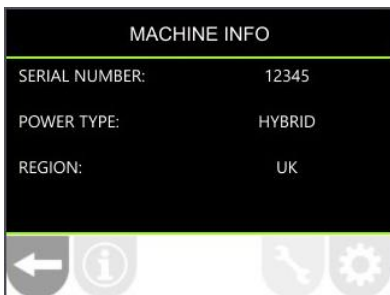 MACHINE INFO
SERIAL NUMBER: 12345
POWER TYPE: HYBRID
REGION: UK